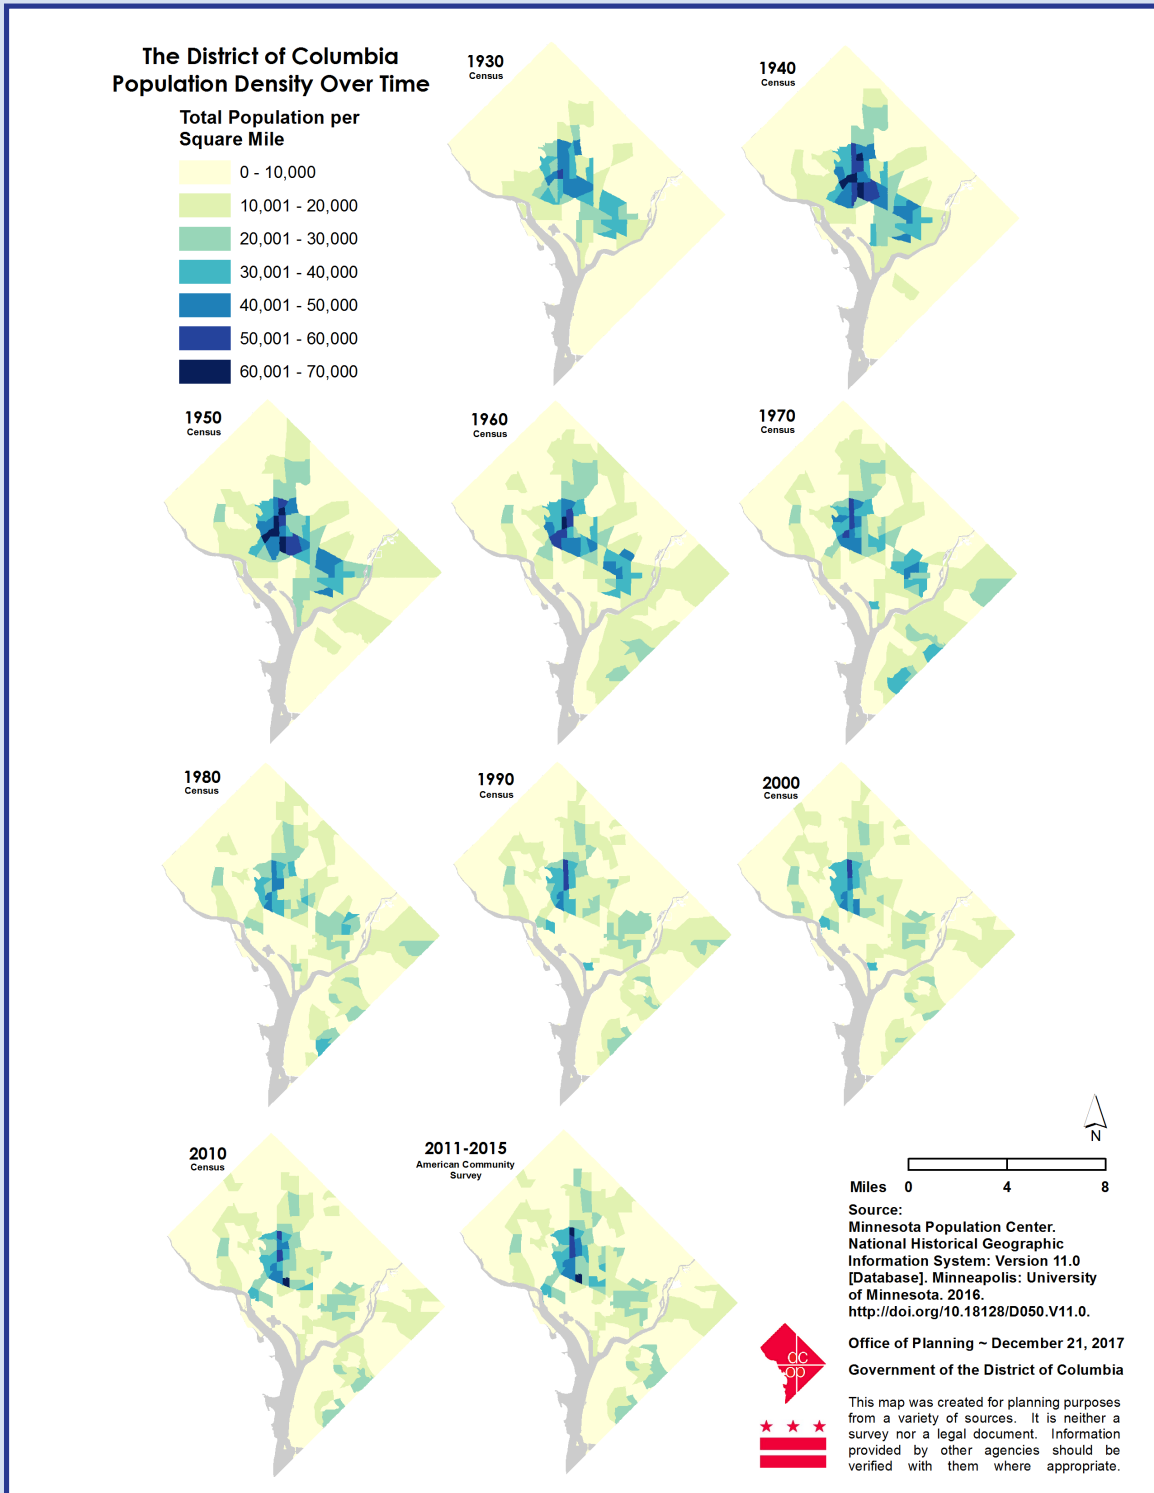 The District of Columbia
Population Density Over Time
Total Population per
Square Mile
0 - 10,000
10,001 - 20,000
20,001 - 30,000
30,001 - 40,000
40,001 - 50,000
50,001 - 60,000
60,001 - 70,000
1930
Census
1940
Census
1950
Census
1960
Census
1970
Census
1980
Census
1990
Census
2000
Census
2010
Census
2011-2015
American Community
Survey
N
Miles 0 4 8
Source:
Minnesota Population Center.
National Historical Geographic
Information System: Version 11.0
[Database]. Minneapolis: University
of Minnesota. 2016.
http://doi.org/10.18128/D050.V11.0.
Office of Planning ~ December 21, 2017
Government of the District of Columbia
dc
op
This map was created for planning purposes
from a variety of sources. It is neither a
survey nor a legal document. Information
provided by other agencies should be
verified with them where appropriate.